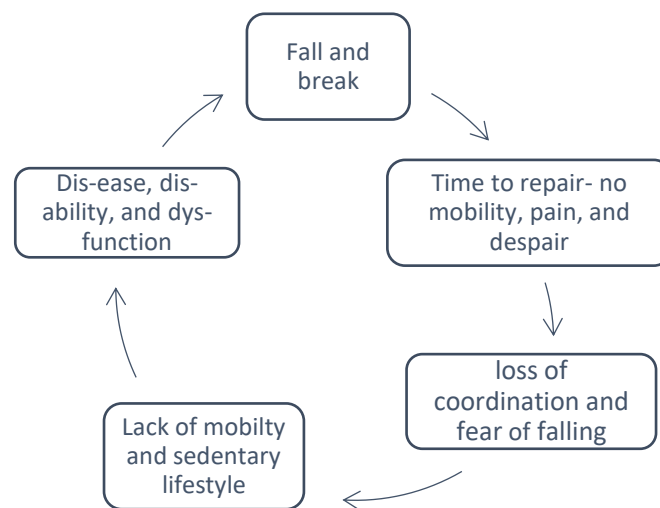 Fall and
break
Time to repair- no
mobility, pain, and
despair
loss of
coordination and
fear of falling
Lack of mobilty
and sedentary
lifestyle
Dis-ease, dis-
ability, and dys-
function